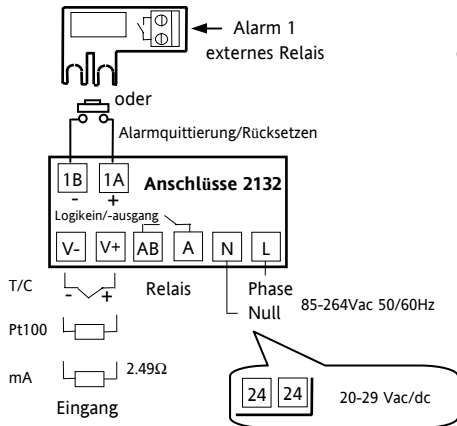 Alarm 1
externes Relais
oder
Alarmquittierung/Rücksetzen
1B 1A Anschlüsse 2132
- +
Logikein/-ausgang
V- V+ AB A N L
T/C - + Relais Phase
Null 85-264Vac 50/60Hz
Pt100
mA 2.49Ω
Eingang
24 24 20-29 Vac/dc